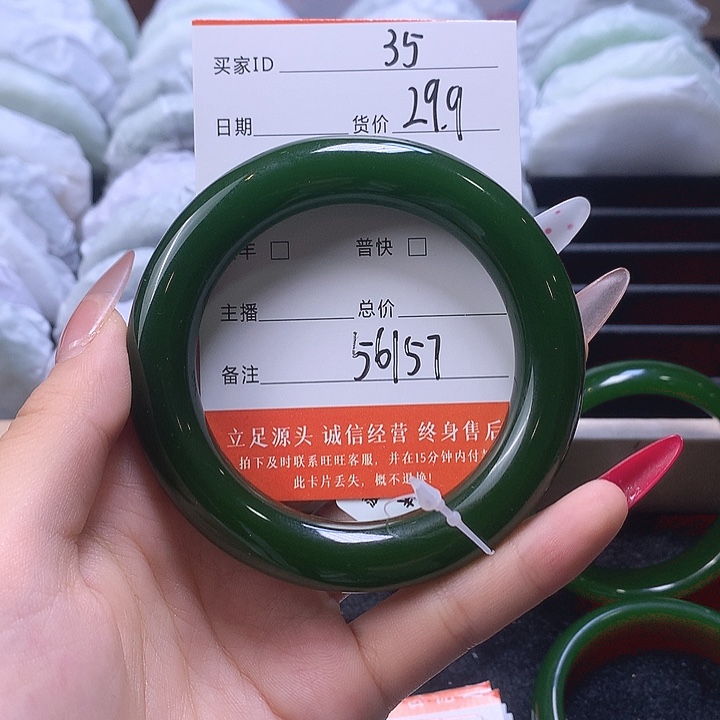 买家ID 35
日期 货价 29.9
车 □ 普快 □
主播 总价
备注 56/57
立足源头 诚信经营 终身售后
拍下及时联系旺旺客服，并在15分钟内付
此卡片丢失，概不退换！